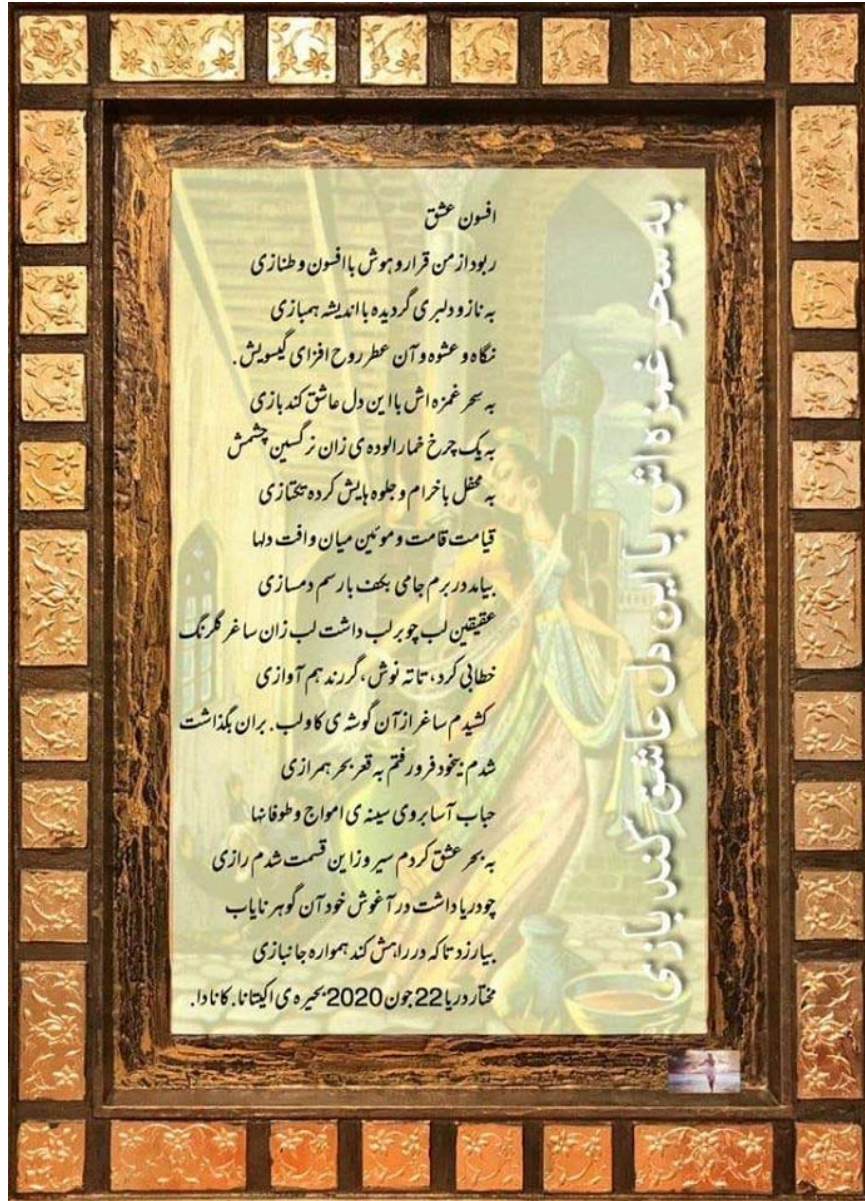 افسون عشق
ربود از من قرار و هوش با افسون و طنازی
به ناز و دلبری گردیده با اندیشه همبازی
نگاه و عشوه و آن عطر روح افزای گیسویش.
به سحر غمزه اش با این دل عاشق کند بازی
به یک چرخ خمار الوده ی زان نرگسین چشمش
به محفل با خرام و جلوه هایش کرده یکتازی
قیامت قامت و موئین میان و افت دلها
بیامد در برم جامی بکف با رسم دمسازی
عقیقین لب چو بر لب داشت لب زان ساغر گلرنگ
خطابی کرد، تا ته نوش، گر رند هم آوازی
کشیدم ساغر از آن گوشه ی کاو لب. بران بگذاشت
شدم بیخود فرو رفتم به قعر بحر همرازی
حباب آسا بروی سینه ی امواج و طوفانها
به بحر عشق کردم سیر و زاین قسمت شدم رازی
چو دریا داشت در آغوش خود آن گوهر نایاب
بیارزد تا که در راهش کند همواره جانبازی
مختار دریا 22 جون 2020 بحیره ی اکیتانا. کانادا.
به سحر غمزه اش با این دل عاشق کند بازی